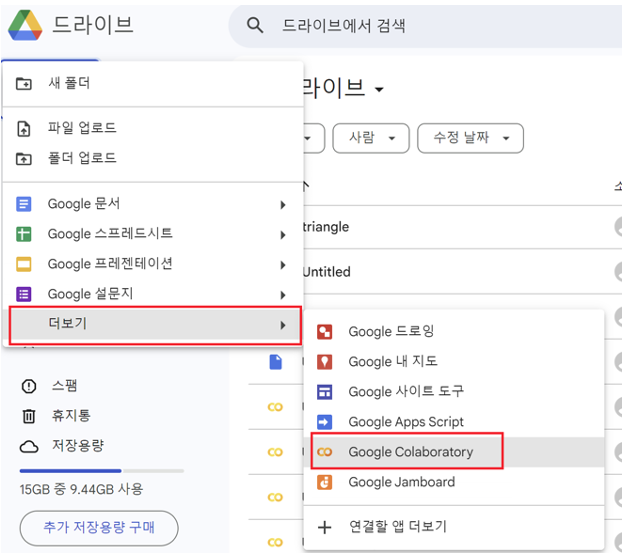 드라이브
드라이브에서 검색
새 폴더
파일 업로드
폴더 업로드
Google 문서
Google 스프레드시트
Google 프레젠테이션
Google 설문지
더보기
라이브
사람
수정 날짜
triangle
Untitled
Google 드로잉
Google 내 지도
Google 사이트 도구
Google Apps Script
Google Colaboratory
Google Jamboard
연결할 앱 더보기
스팸
휴지통
저장용량
15GB 중 9.44GB 사용
추가 저장용량 구매